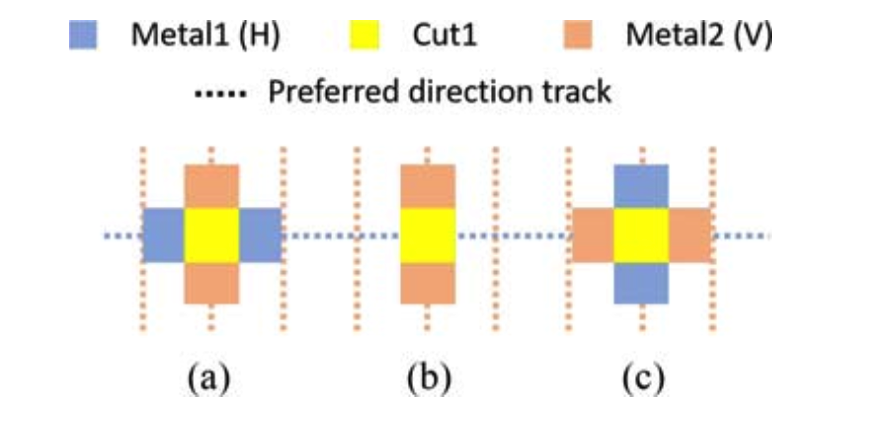 Metal1 (H) Cut1 Metal2 (V)
Preferred direction track
(a) (b) (c)